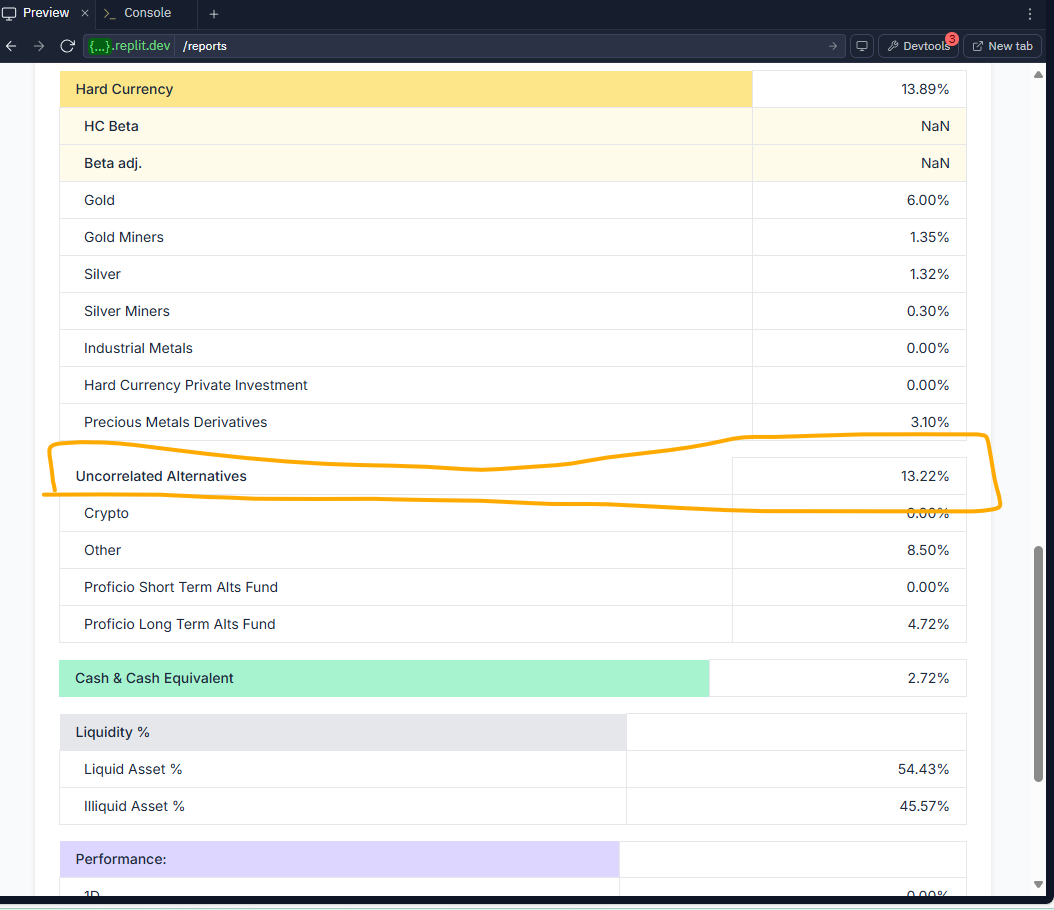 Preview × >_ Console +
{...}.replit.dev /reports Devtools 3 New tab
Hard Currency 13.89%
HC Beta NaN
Beta adj. NaN
Gold 6.00%
Gold Miners 1.35%
Silver 1.32%
Silver Miners 0.30%
Industrial Metals 0.00%
Hard Currency Private Investment 0.00%
Precious Metals Derivatives 3.10%
Uncorrelated Alternatives 13.22%
Crypto 0.00%
Other 8.50%
Proficio Short Term Alts Fund 0.00%
Proficio Long Term Alts Fund 4.72%
Cash & Cash Equivalent 2.72%
Liquidity %
Liquid Asset % 54.43%
Illiquid Asset % 45.57%
Performance:
1D 0.00%